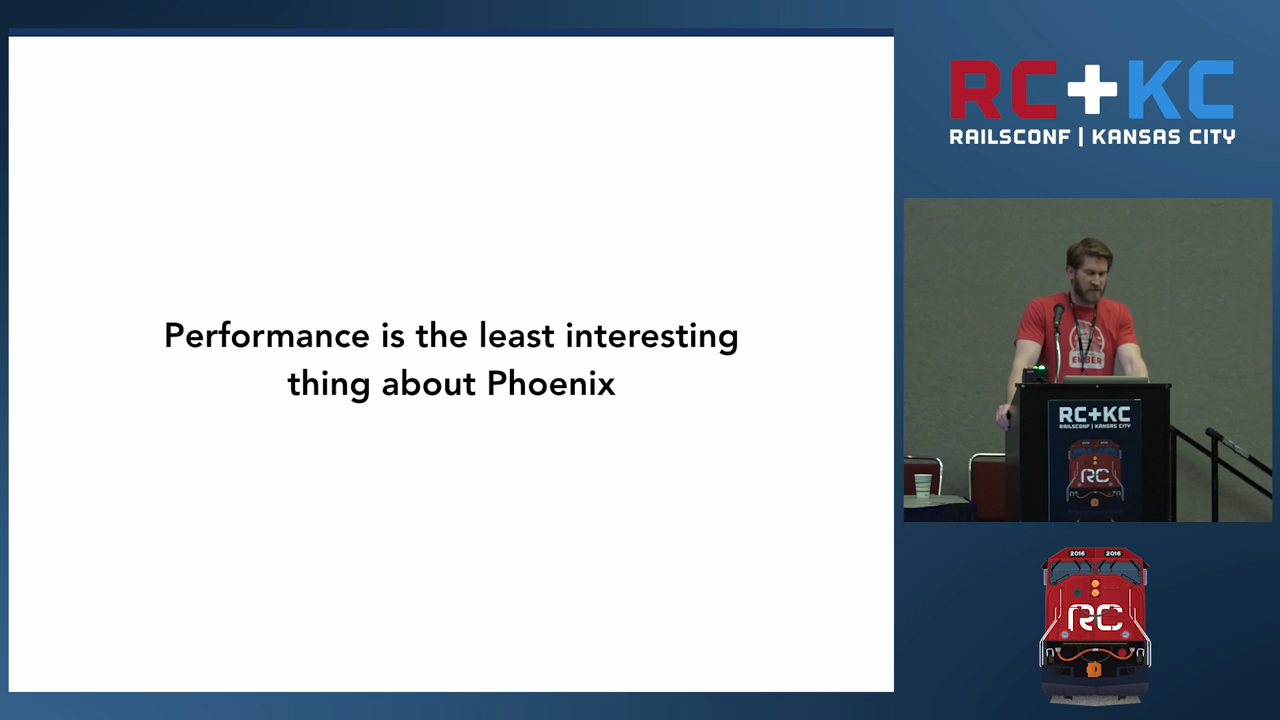 Performance is the least interesting
thing about Phoenix
RC+KC
RAILSCONF | KANSAS CITY
EMBER
RC+KC
RAILSCONF | KANSAS CITY
RC
2016
2016
RC